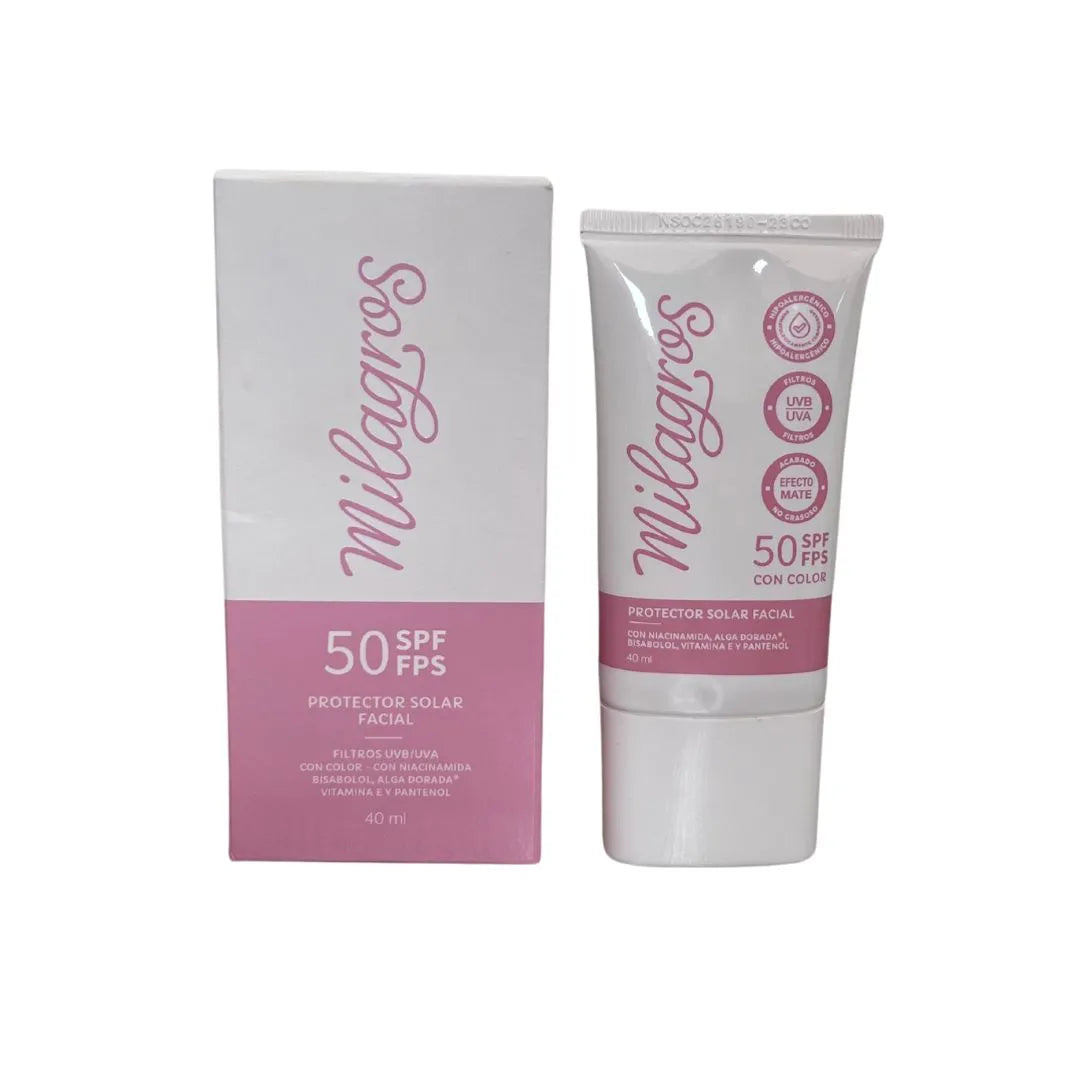 Milagros
50 SPF
FPS
PROTECTOR SOLAR
FACIAL
FILTROS UVB/UVA
CON COLOR - CON NIACINAMIDA
BISABOLOL, ALGA DORADA®
VITAMINA E Y PANTENOL
40 ml
Milagros
HIPOALERGÉNICO
HIPOALERGÉNICO
FILTROS
UVB
UVA
FILTROS
ACABADO
EFECTO
MATE
NO GRASOSO
50 SPF
FPS
CON COLOR
PROTECTOR SOLAR FACIAL
CON NIACINAMIDA, ALGA DORADA®,
BISABOLOL, VITAMINA E Y PANTENOL
40 ml